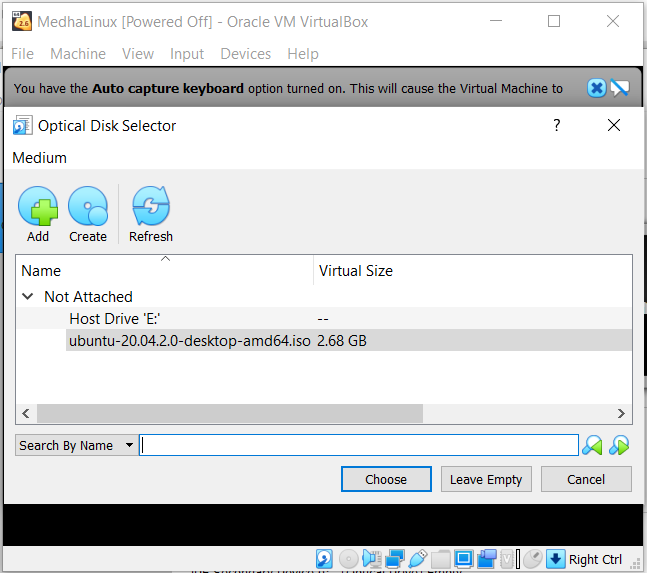 MedhaLinux [Powered Off] - Oracle VM VirtualBox
File Machine View Input Devices Help
You have the Auto capture keyboard option turned on. This will cause the Virtual Machine to
Optical Disk Selector ?
Medium
Add Create Refresh
Name Virtual Size
Not Attached
Host Drive 'E:' --
ubuntu-20.04.2.0-desktop-amd64.iso 2.68 GB
Search By Name
Choose Leave Empty Cancel
Right Ctrl